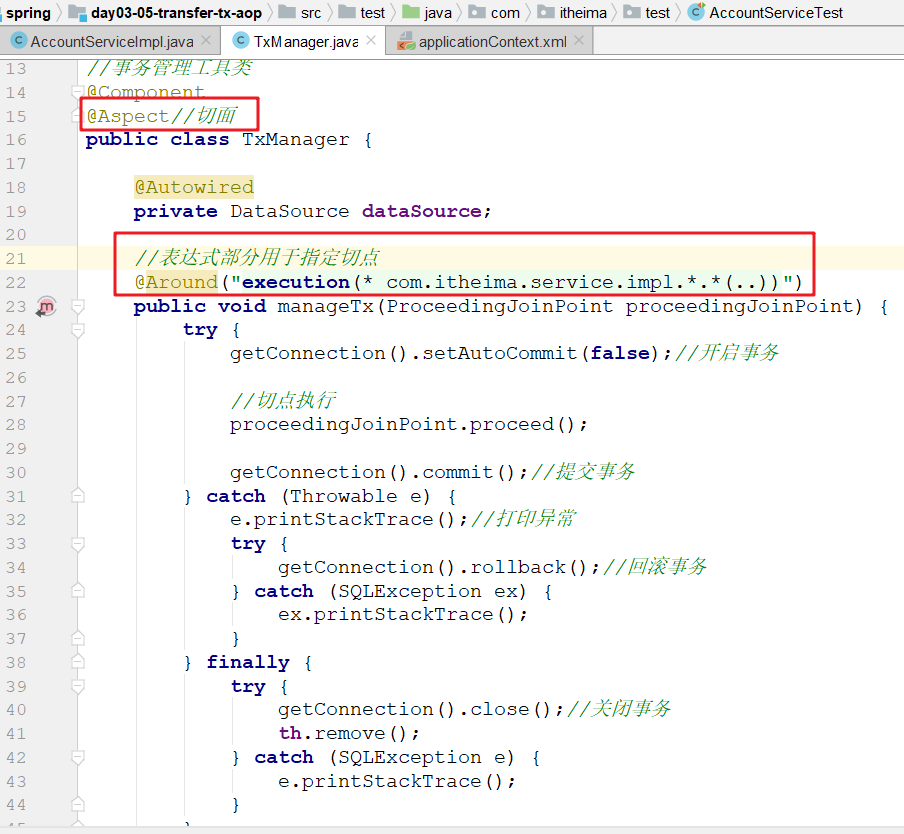 spring day03-05-transfer-tx-aop src test java com itheima test AccountServiceTest
AccountServiceImpl.java TxManager.java applicationContext.xml
13 //事务管理工具类
14 @Component
15 @Aspect//切面
16 public class TxManager {
17
18 @Autowired
19 private DataSource dataSource;
20
21 //表达式部分用于指定切点
22 @Around("execution(* com.itheima.service.impl.*.*(..))")
23 public void manageTx(ProceedingJoinPoint proceedingJoinPoint) {
24 try {
25 getConnection().setAutoCommit(false);//开启事务
26
27 //切点执行
28 proceedingJoinPoint.proceed();
29
30 getConnection().commit();//提交事务
31 } catch (Throwable e) {
32 e.printStackTrace();//打印异常
33 try {
34 getConnection().rollback();//回滚事务
35 } catch (SQLException ex) {
36 ex.printStackTrace();
37 }
38 } finally {
39 try {
40 getConnection().close();//关闭事务
41 th.remove();
42 } catch (SQLException e) {
43 e.printStackTrace();
44 }